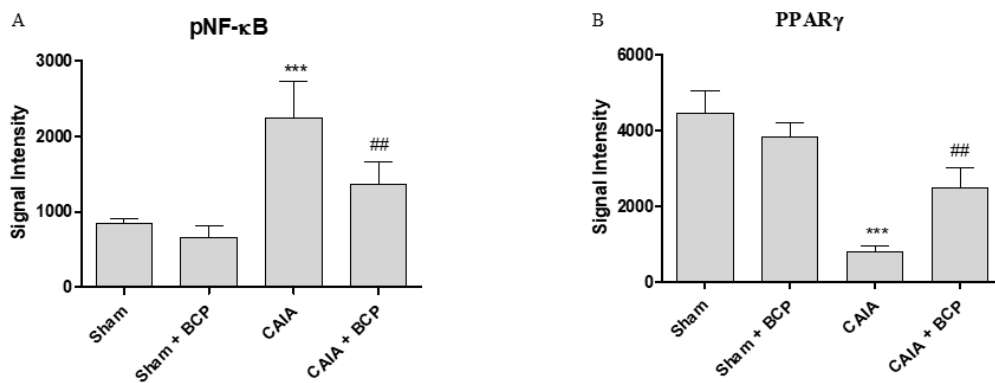 A
pNF-κB
Signal Intensity
3000
2000
1000
0
***
##
Sham
Sham + BCP
CAIA
CAIA + BCP
B
PPARγ
Signal Intensity
6000
4000
2000
0
***
##
Sham
Sham + BCP
CAIA
CAIA + BCP